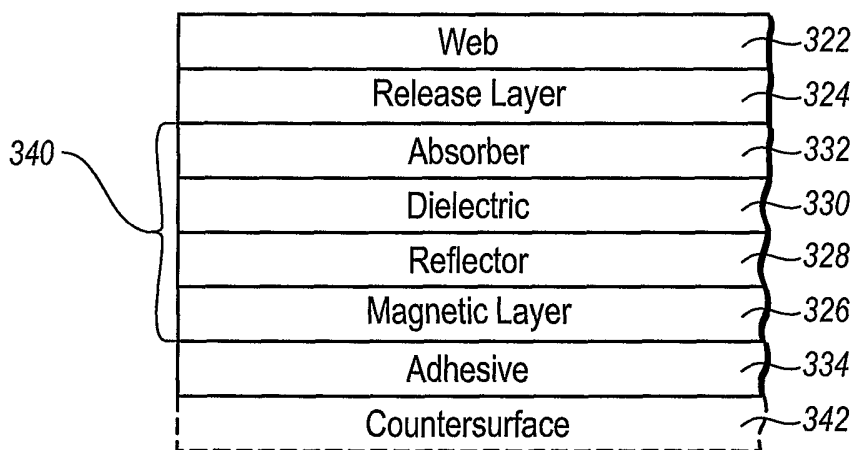 Web 322
Release Layer 324
340
Absorber 332
Dielectric 330
Reflector 328
Magnetic Layer 326
Adhesive 334
Countersurface 342